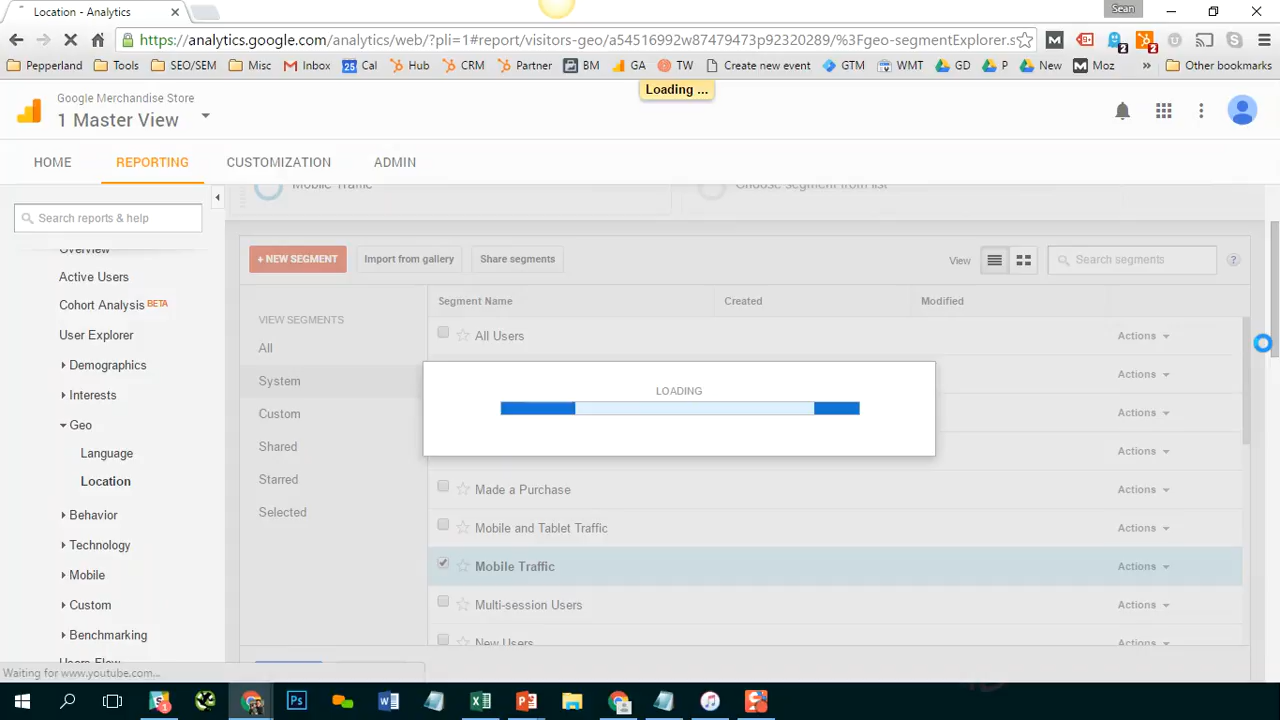 Location - Analytics
Sean
https://analytics.google.com/analytics/web/?pli=1#report/visitors-geo/a54516992w87479473p92320289/%3Fgeo-segmentExplorer.s
Pepperland Tools SEO/SEM Misc Inbox 25 Cal Hub CRM Partner BM GA TW Create new event GTM WMT GD P New Moz » Other bookmarks
2 2
Loading ...
Google Merchandise Store
1 Master View
HOME REPORTING CUSTOMIZATION ADMIN
Mobile Traffic Choose segment from list
Search reports & help
Overview
Active Users
Cohort Analysis BETA
User Explorer
Demographics
Interests
Geo
Language
Location
Behavior
Technology
Mobile
Custom
Benchmarking
Users Flow
+ NEW SEGMENT Import from gallery Share segments View Search segments ?
VIEW SEGMENTS
All
System
Custom
Shared
Starred
Selected
Segment Name Created Modified
All Users Actions
Actions
Actions
Actions
Made a Purchase Actions
Mobile and Tablet Traffic Actions
Mobile Traffic Actions
Multi-session Users Actions
New Users Actions
LOADING
Waiting for www.youtube.com...